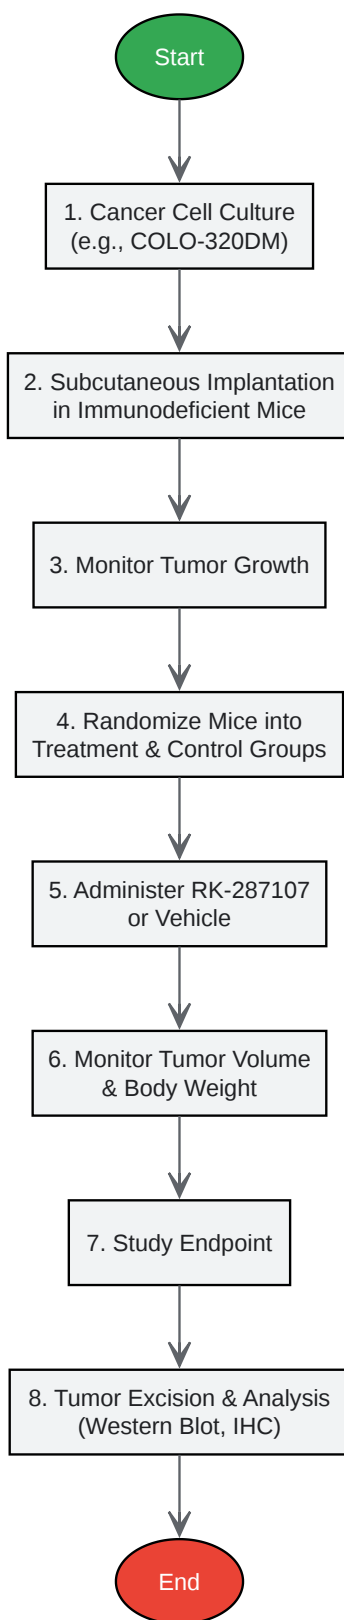 Start
1. Cancer Cell Culture
(e.g., COLO-320DM)
2. Subcutaneous Implantation
in Immunodeficient Mice
3. Monitor Tumor Growth
4. Randomize Mice into
Treatment & Control Groups
5. Administer RK-287107
or Vehicle
6. Monitor Tumor Volume
& Body Weight
7. Study Endpoint
8. Tumor Excision & Analysis
(Western Blot, IHC)
End